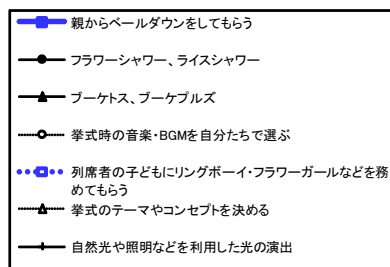 親からベールダウンをしてもらう
フラワーシャワー、ライスシャワー
ブーケトス、ブーケプルズ
挙式時の音楽・BGMを自分たちで選ぶ
列席者の子どもにリングボーイ・フラワーガールなどを務
めてもらう
挙式のテーマやコンセプトを決める
自然光や照明などを利用した光の演出